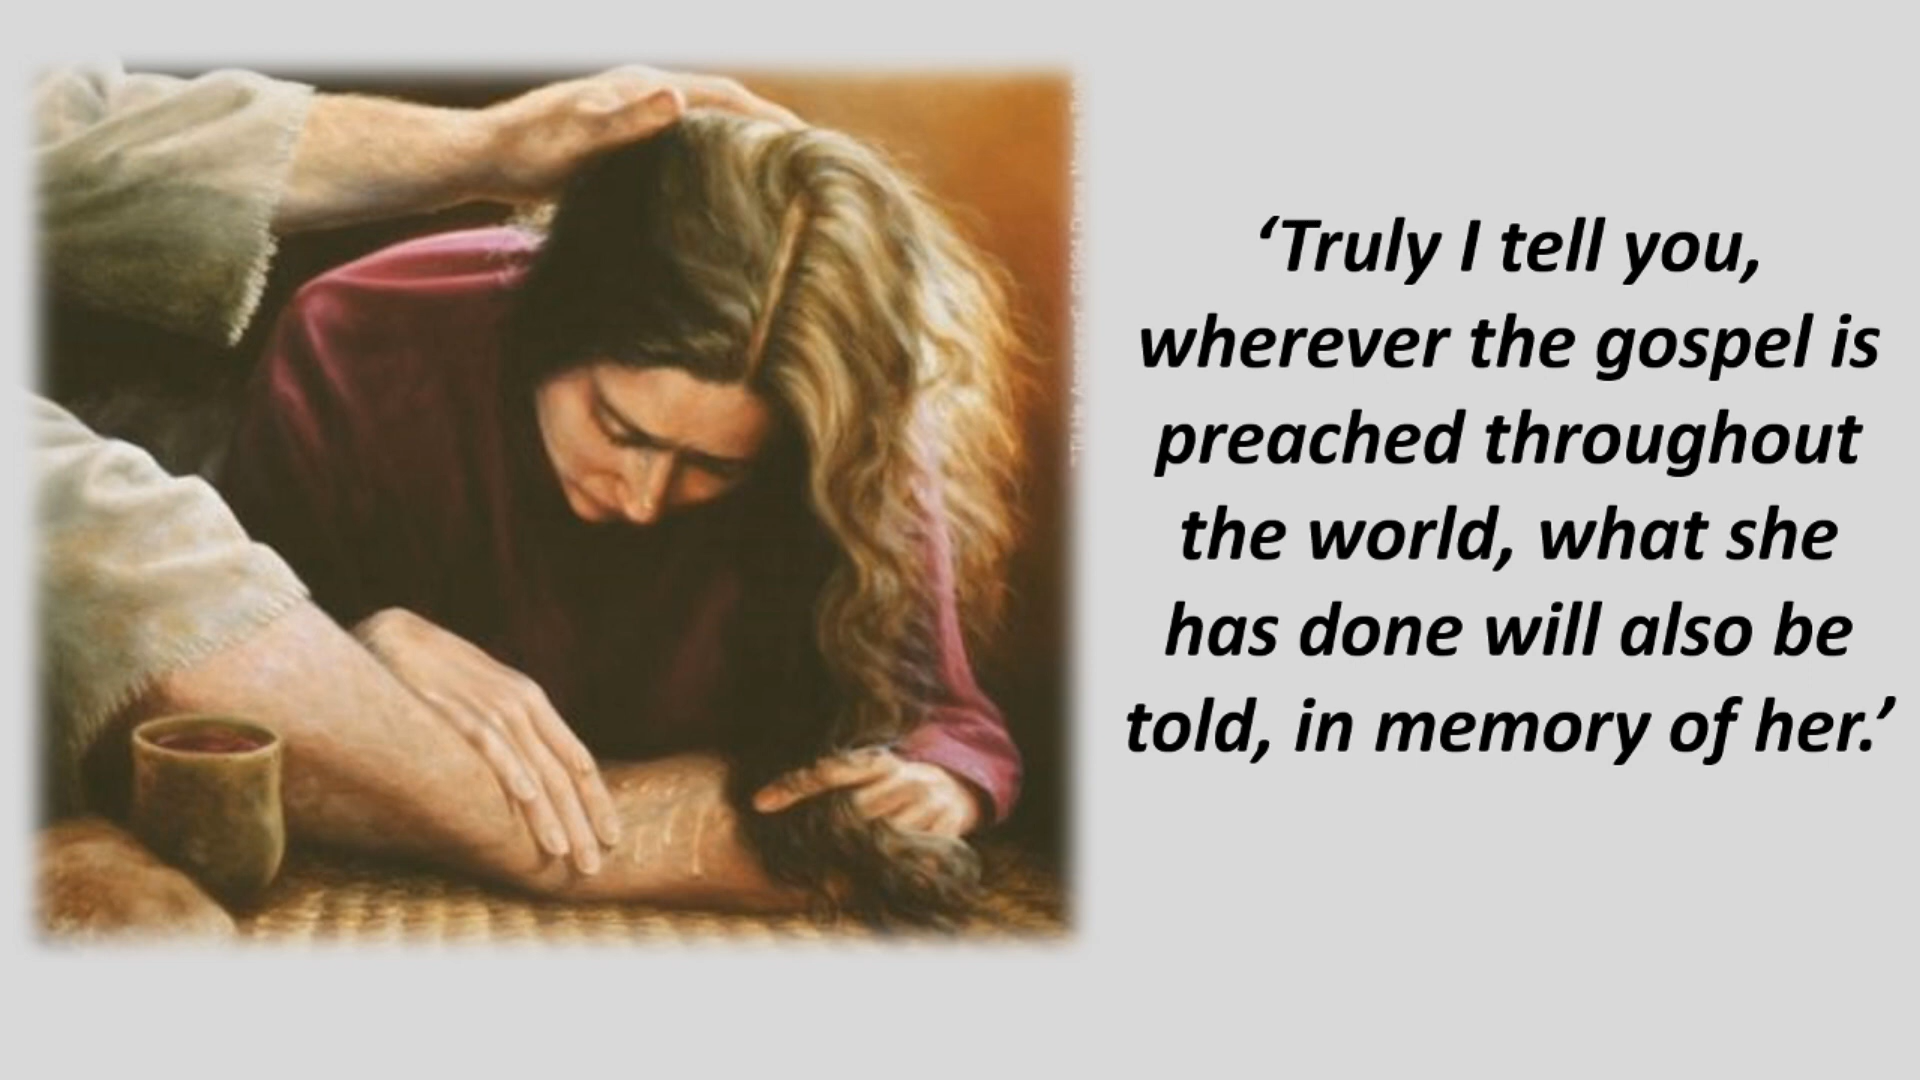 ‘Truly I tell you,
wherever the gospel is
preached throughout
the world, what she
has done will also be
told, in memory of her.’